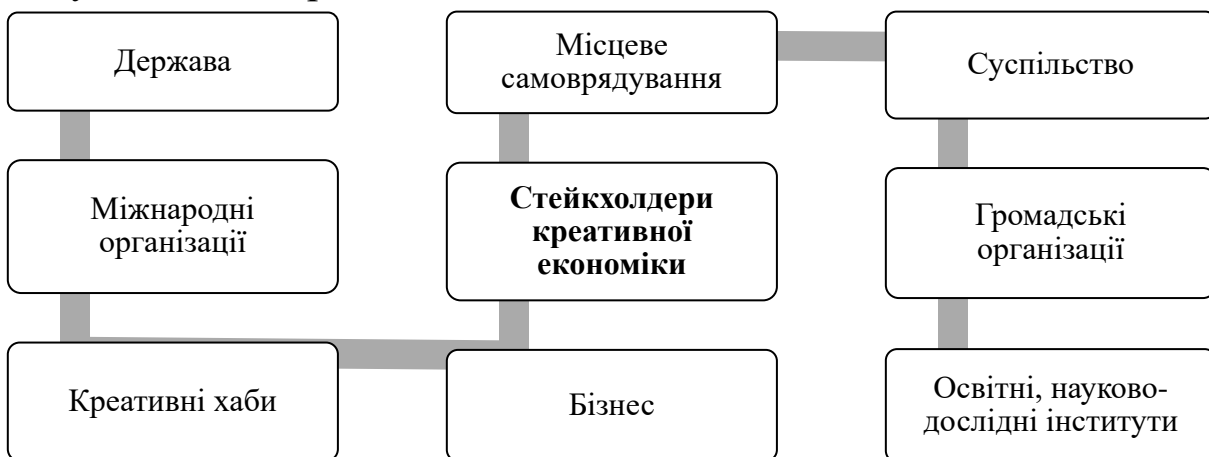 Держава
Місцеве
самоврядування
Суспільство
Міжнародні
організації
Стейкхолдери
креативної
економіки
Громадські
організації
Креативні хаби
Бізнес
Освітні, науково-
дослідні інститути